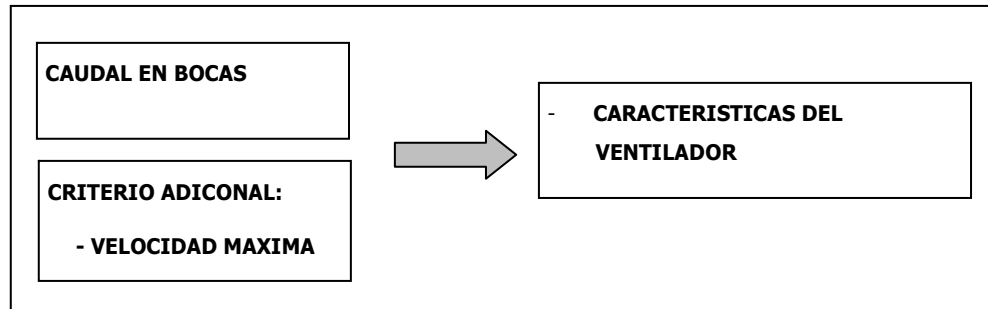 CAUDAL EN BOCAS
CRITERIO ADICONAL:
- VELOCIDAD MAXIMA
- CARACTERISTICAS DEL
VENTILADOR